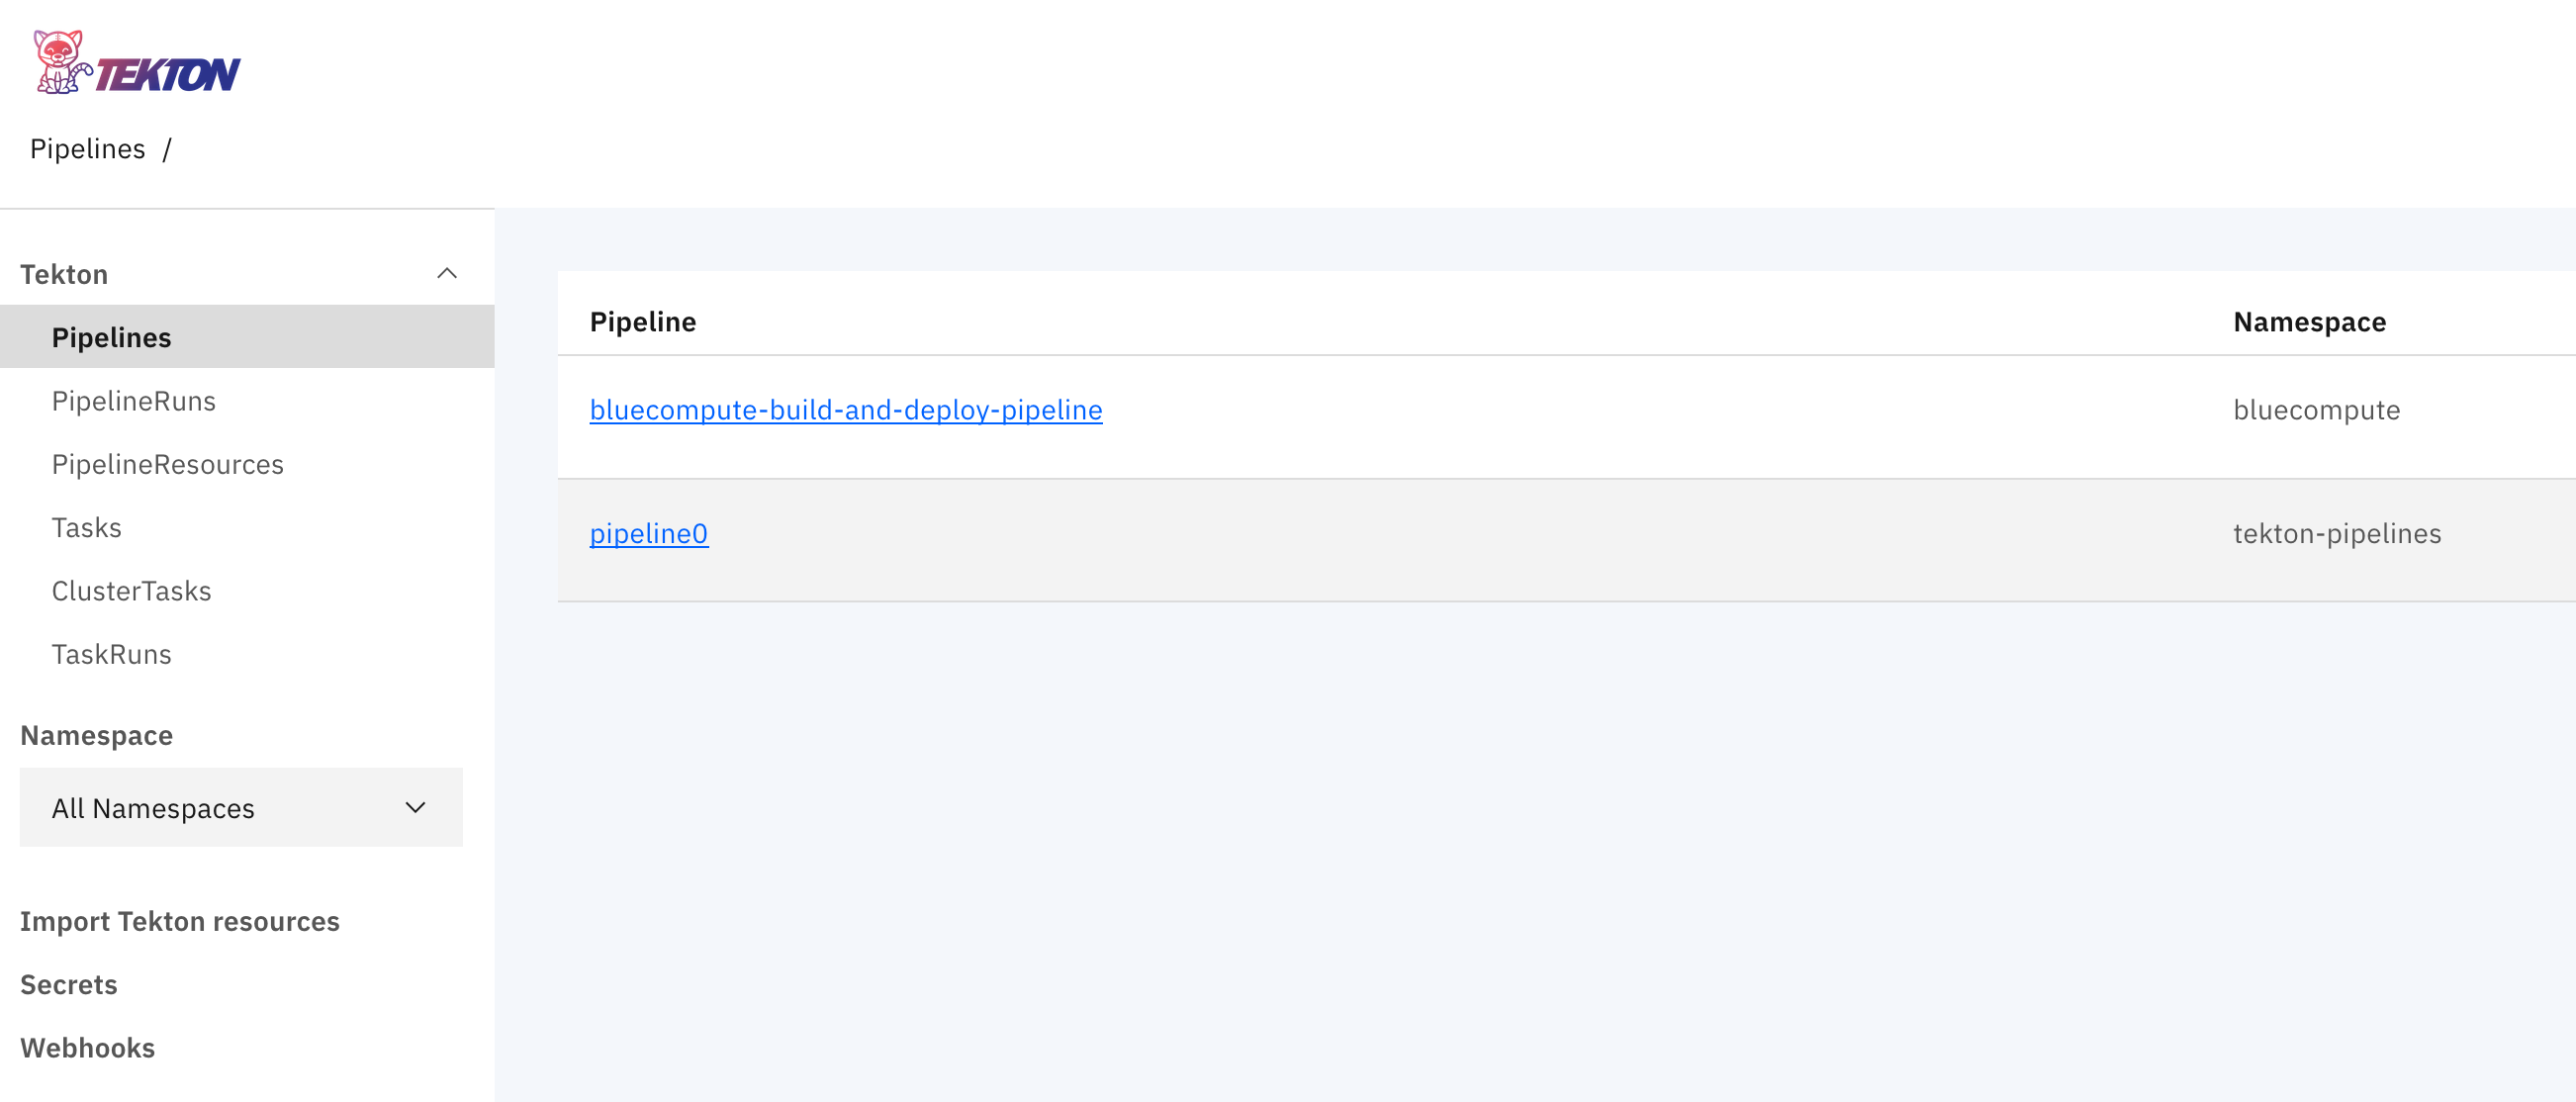 TEKTON
Pipelines /
Tekton
Pipelines
PipelineRuns
PipelineResources
Tasks
ClusterTasks
TaskRuns
Namespace
All Namespaces
Import Tekton resources
Secrets
Webhooks
Pipeline Namespace
bluecompute-build-and-deploy-pipeline bluecompute
pipeline0 tekton-pipelines